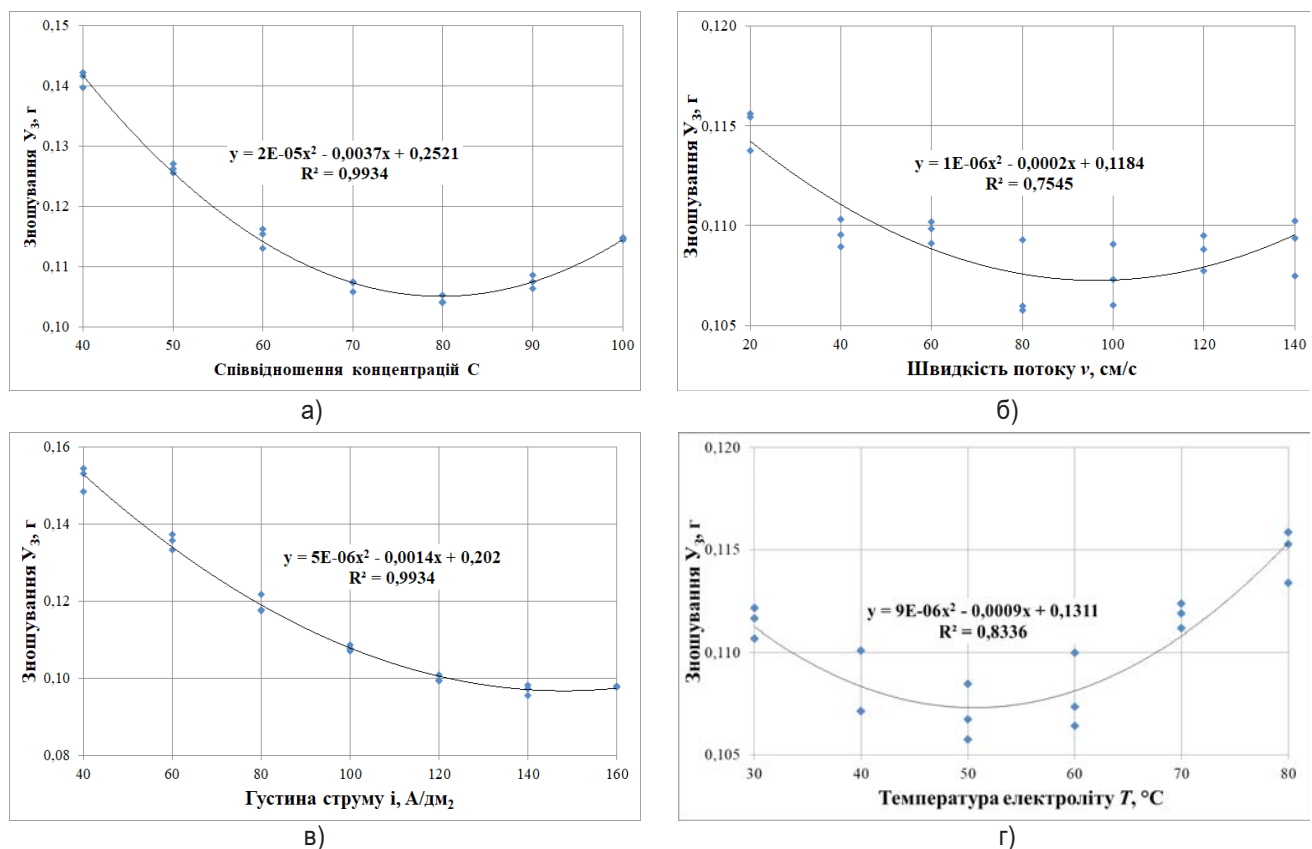 0,15
0,14
0,13
0,12
0,11
0,10
Зношування У₃, г
y = 2E-05x² - 0,0037x + 0,2521
R² = 0,9934
40 50 60 70 80 90 100
Співвідношення концентрацій С
а)
0,120
0,115
0,110
0,105
Зношування У₃, г
y = 1E-06x² - 0,0002x + 0,1184
R² = 0,7545
20 40 60 80 100 120 140
Швидкість потоку v, см/с
б)
0,16
0,14
0,12
0,10
0,08
Зношування У₃, г
y = 5E-06x² - 0,0014x + 0,202
R² = 0,9934
40 60 80 100 120 140 160
Густина струму і, А/дм₂
в)
0,120
0,115
0,110
0,105
Зношування У₃, г
y = 9E-06x² - 0,0009x + 0,1311
R² = 0,8336
30 40 50 60 70 80
Температура електроліту T, °C
г)